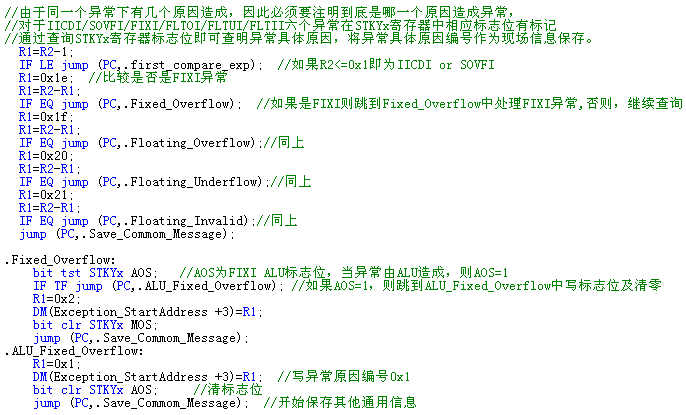 //由于同一个异常下有几个原因造成，因此必须要注明到底是哪一个原因造成异常，
//对于IICDI/SOVFI/FIXI/FLTOI/FLTUI/FLTII六个异常在STKYx寄存器中相应标志位有标记
//通过查询STKYx寄存器标志位即可查明异常具体原因，将异常具体原因编号作为现场信息保存。
R1=R2-1;
IF LE jump (PC,.first_compare_exp);  //如果R2<=0x1即为IICDI or SOVFI
R1=0x1e;  //比较是否是FIXI异常
R1=R2-R1;
IF EQ jump (PC,.Fixed_Overflow);  //如果是FIXI则跳到Fixed_Overflow中处理FIXI异常,否则，继续查询
R1=0x1f;
R1=R2-R1;
IF EQ jump (PC,.Floating_Overflow);//同上
R1=0x20;
R1=R2-R1;
IF EQ jump (PC,.Floating_Underflow);//同上
R1=0x21;
R1=R2-R1;
IF EQ jump (PC,.Floating_Invalid);//同上
jump (PC,.Save_Commom_Message);
.Fixed_Overflow:
bit tst STKYx AOS;   //AOS为FIXI ALU标志位，当异常由ALU造成，则AOS=1
IF TF jump (PC,.ALU_Fixed_Overflow); //如果AOS=1，则跳到ALU_Fixed_Overflow中写标志位及清零
R1=0x2;
DM(Exception_StartAddress +3)=R1;
bit clr STKYx MOS;
jump (PC,.Save_Commom_Message);
.ALU_Fixed_Overflow:
R1=0x1;
DM(Exception_StartAddress +3)=R1;  //写异常原因编号0x1
bit clr STKYx AOS;    //清标志位
jump (PC,.Save_Commom_Message);  //开始保存其他通用信息